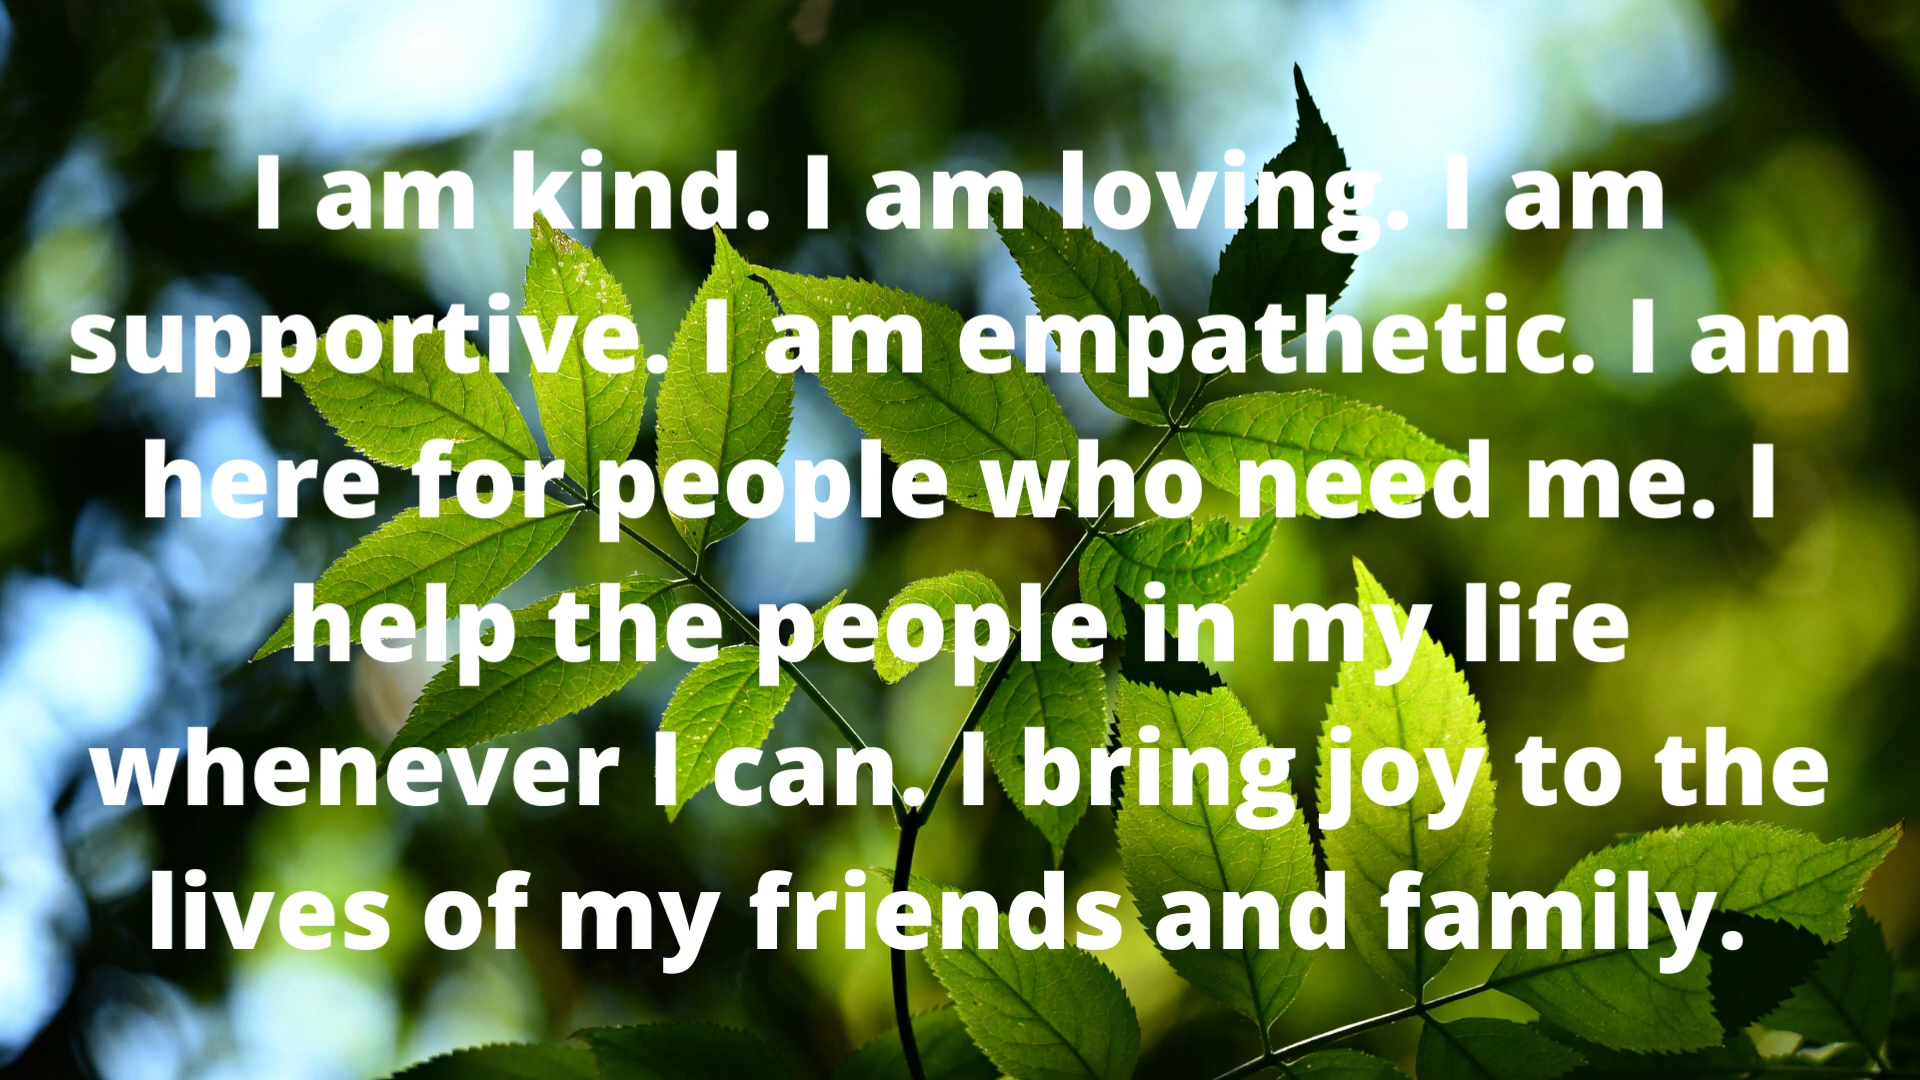 I am kind. I am loving. I am
supportive. I am empathetic. I am
here for people who need me. I
help the people in my life
whenever I can. I bring joy to the
lives of my friends and family.